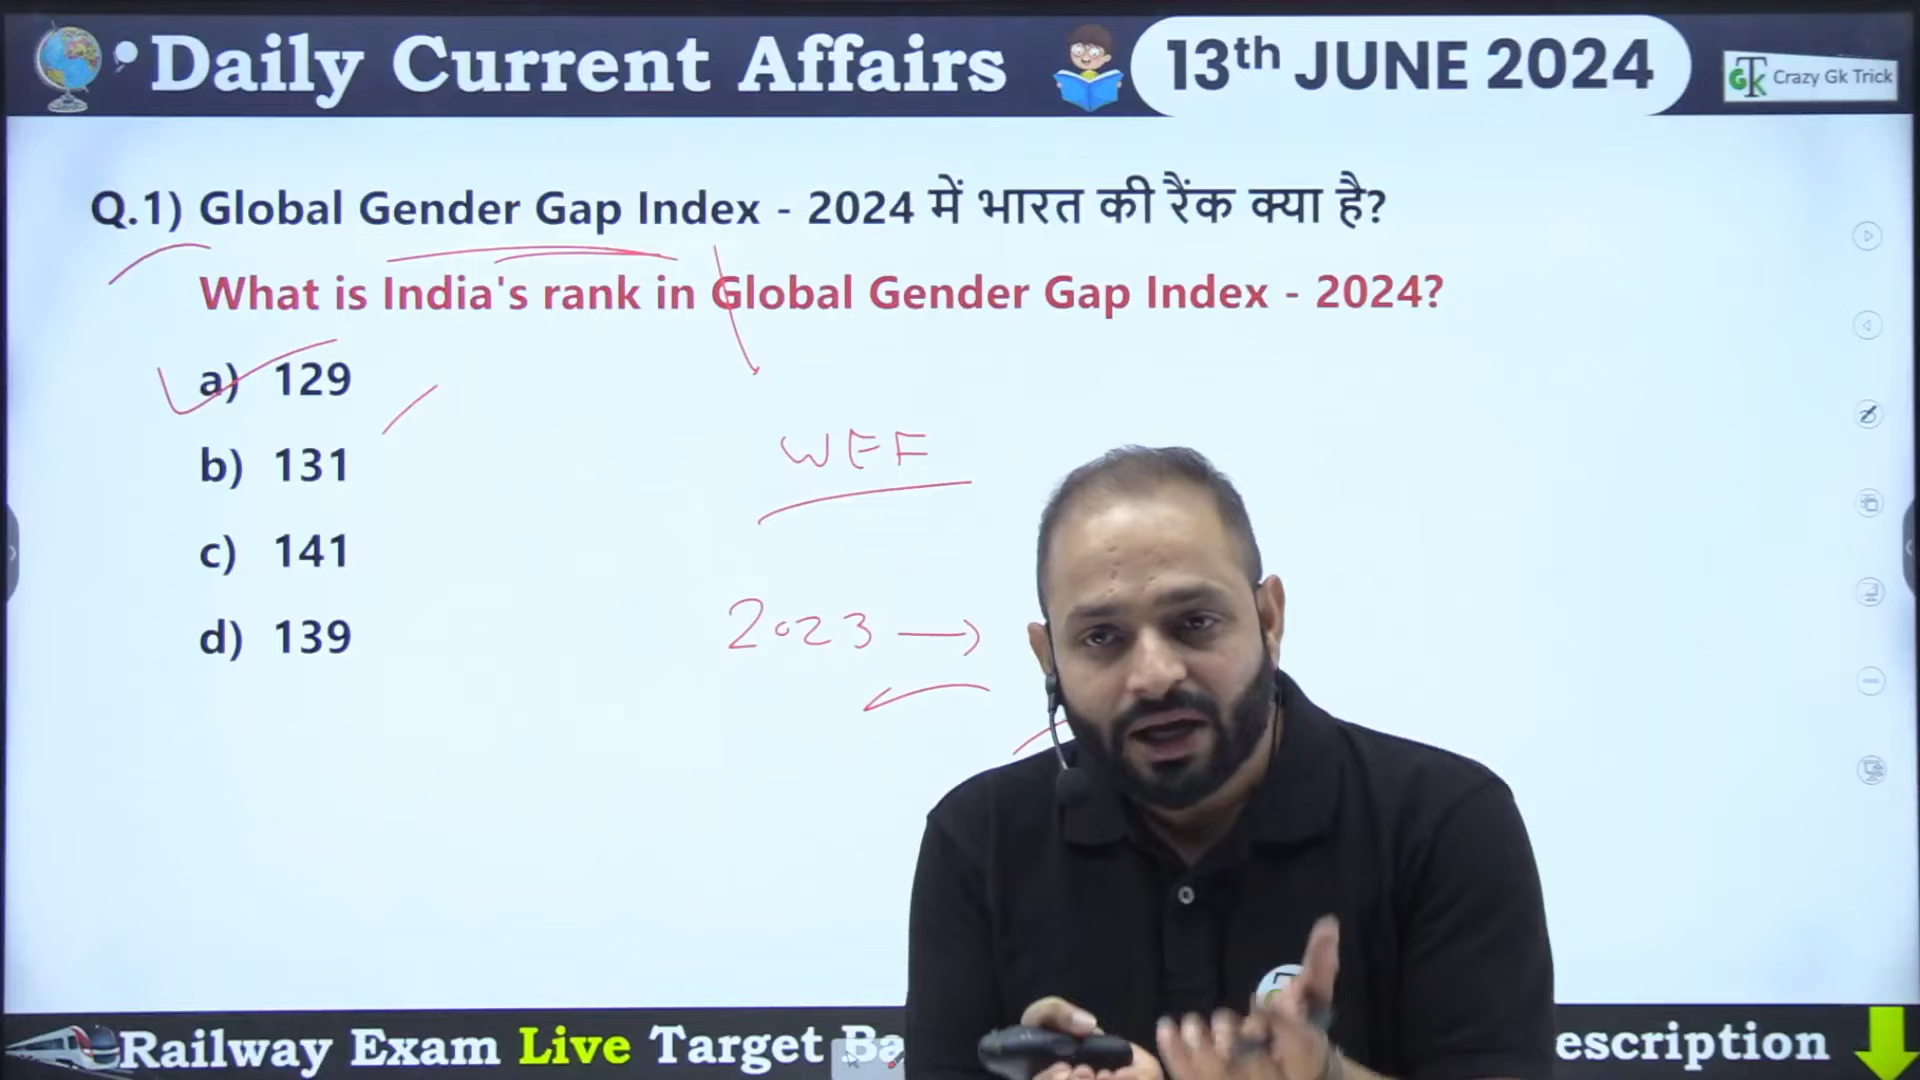 Daily Current Affairs
13th JUNE 2024
GTK Crazy Gk Trick
Q.1) Global Gender Gap Index - 2024 में भारत की रैंक क्या है?
What is India's rank in Global Gender Gap Index - 2024?
a) 129
b) 131
c) 141
d) 139
WEF
2023 →
Railway Exam Live Target Ba
escription